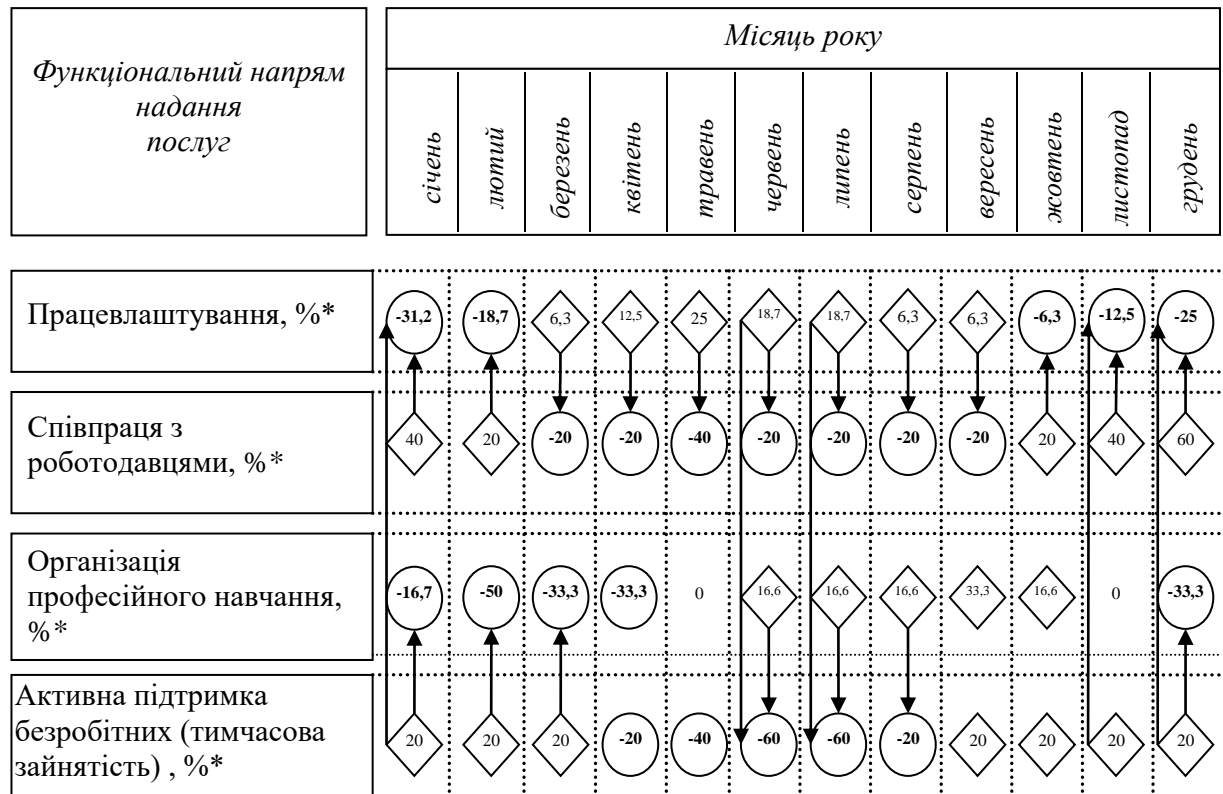 Функціональний напрям
надання
послуг
Місяць року
січень
лютий
березень
квітень
травень
червень
липень
серпень
вересень
жовтень
листопад
грудень
Працевлаштування, %*
-31,2 -18,7 6,3 12,5 25 18,7 18,7 6,3 6,3 -6,3 -12,5 -25
Співпраця з
роботодавцями, %*
40 20 -20 -20 -40 -20 -20 -20 -20 20 40 60
Організація
професійного навчання,
%*
-16,7 -50 -33,3 -33,3 0 16,6 16,6 16,6 33,3 16,6 0 -33,3
Активна підтримка
безробітних (тимчасова
зайнятість) , %*
20 20 20 -20 -40 -60 -60 -20 20 20 20 20